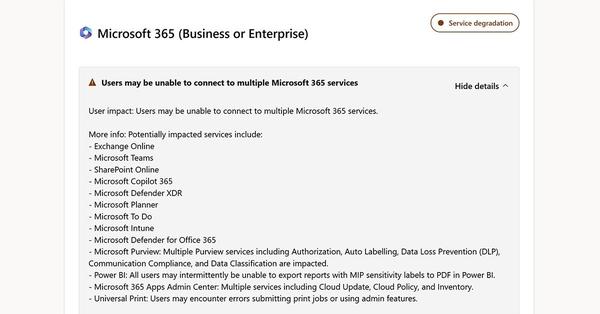 Microsoft 365 (Business or Enterprise)
Service degradation
Users may be unable to connect to multiple Microsoft 365 services
Hide details
User impact: Users may be unable to connect to multiple Microsoft 365 services.
More info: Potentially impacted services include:
- Exchange Online
- Microsoft Teams
- SharePoint Online
- Microsoft Copilot 365
- Microsoft Defender XDR
- Microsoft Planner
- Microsoft To Do
- Microsoft Intune
- Microsoft Defender for Office 365
- Microsoft Purview: Multiple Purview services including Authorization, Auto Labelling, Data Loss Prevention (DLP),
Communication Compliance, and Data Classification are impacted.
- Power BI: All users may intermittently be unable to export reports with MIP sensitivity labels to PDF in Power BI.
- Microsoft 365 Apps Admin Center: Multiple services including Cloud Update, Cloud Policy, and Inventory.
- Universal Print: Users may encounter errors submitting print jobs or using admin features.